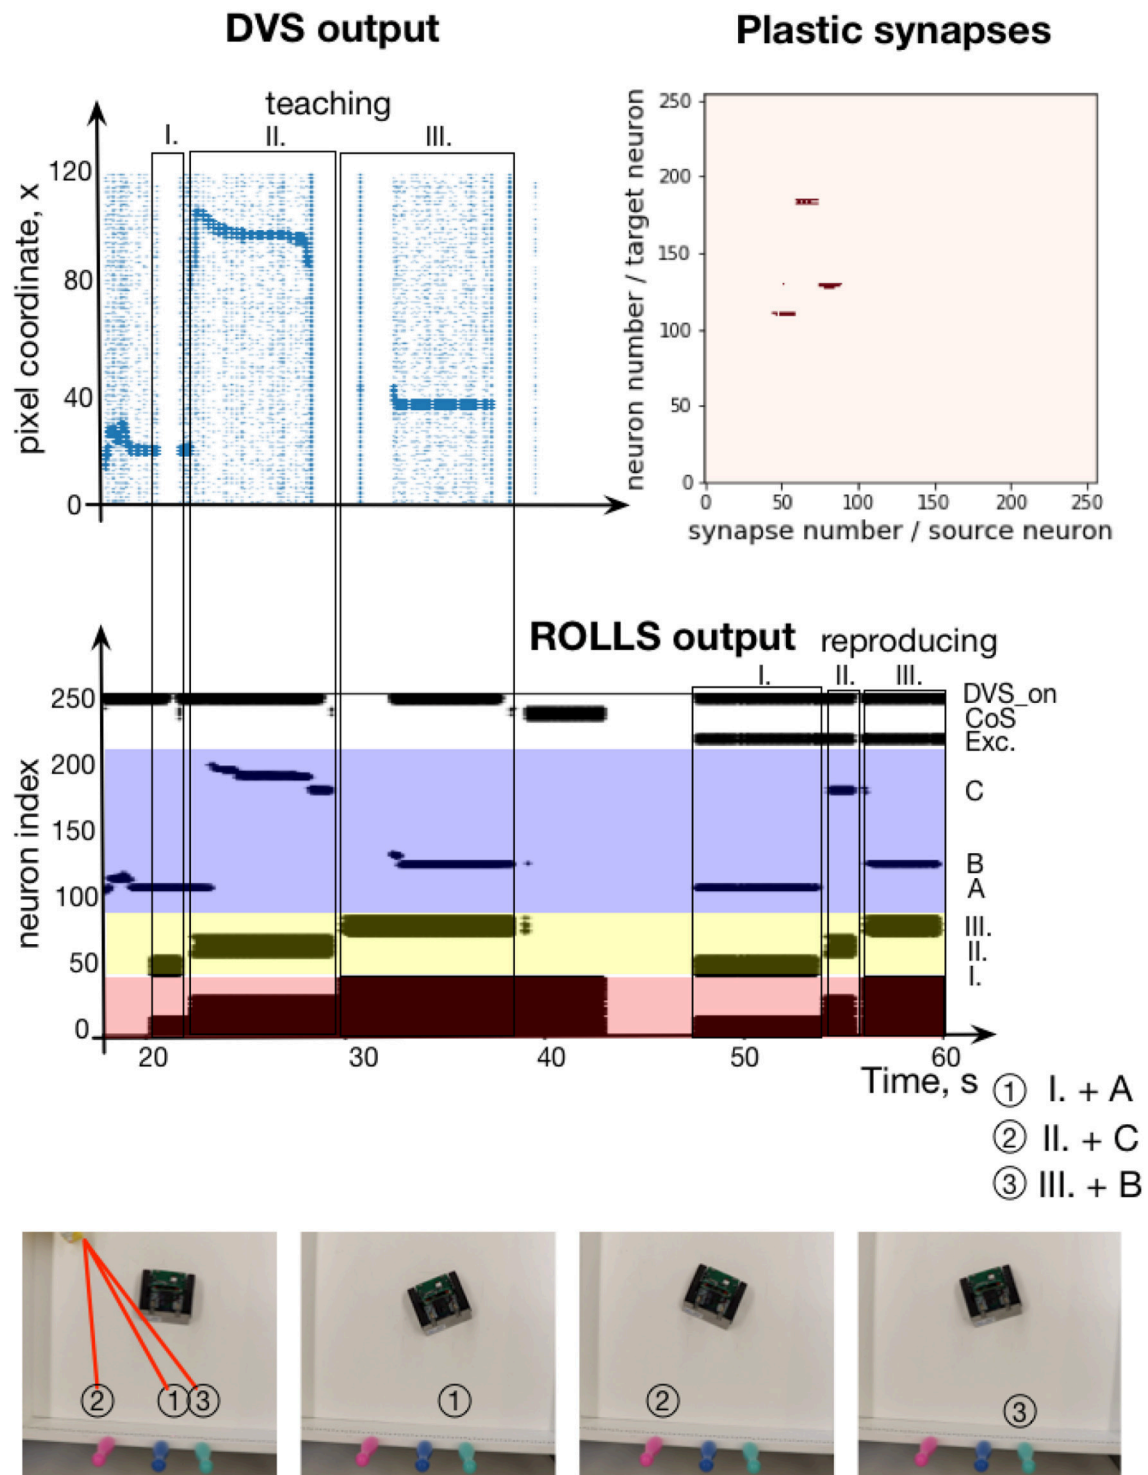 DVS output
Plastic synapses
teaching
I.
II.
III.
120
80
40
0
pixel coordinate, x
250
200
150
100
50
0
neuron number / target neuron
0
50
100
150
200
250
synapse number / source neuron
ROLLS output
reproducing
I.
II.
III.
250
200
150
100
50
0
neuron index
DVS_on
CoS
Exc.
C
B
A
III.
II.
I.
20
30
40
50
60
Time, s
① I. + A
② II. + C
③ III. + B
② ① ③
①
②
③